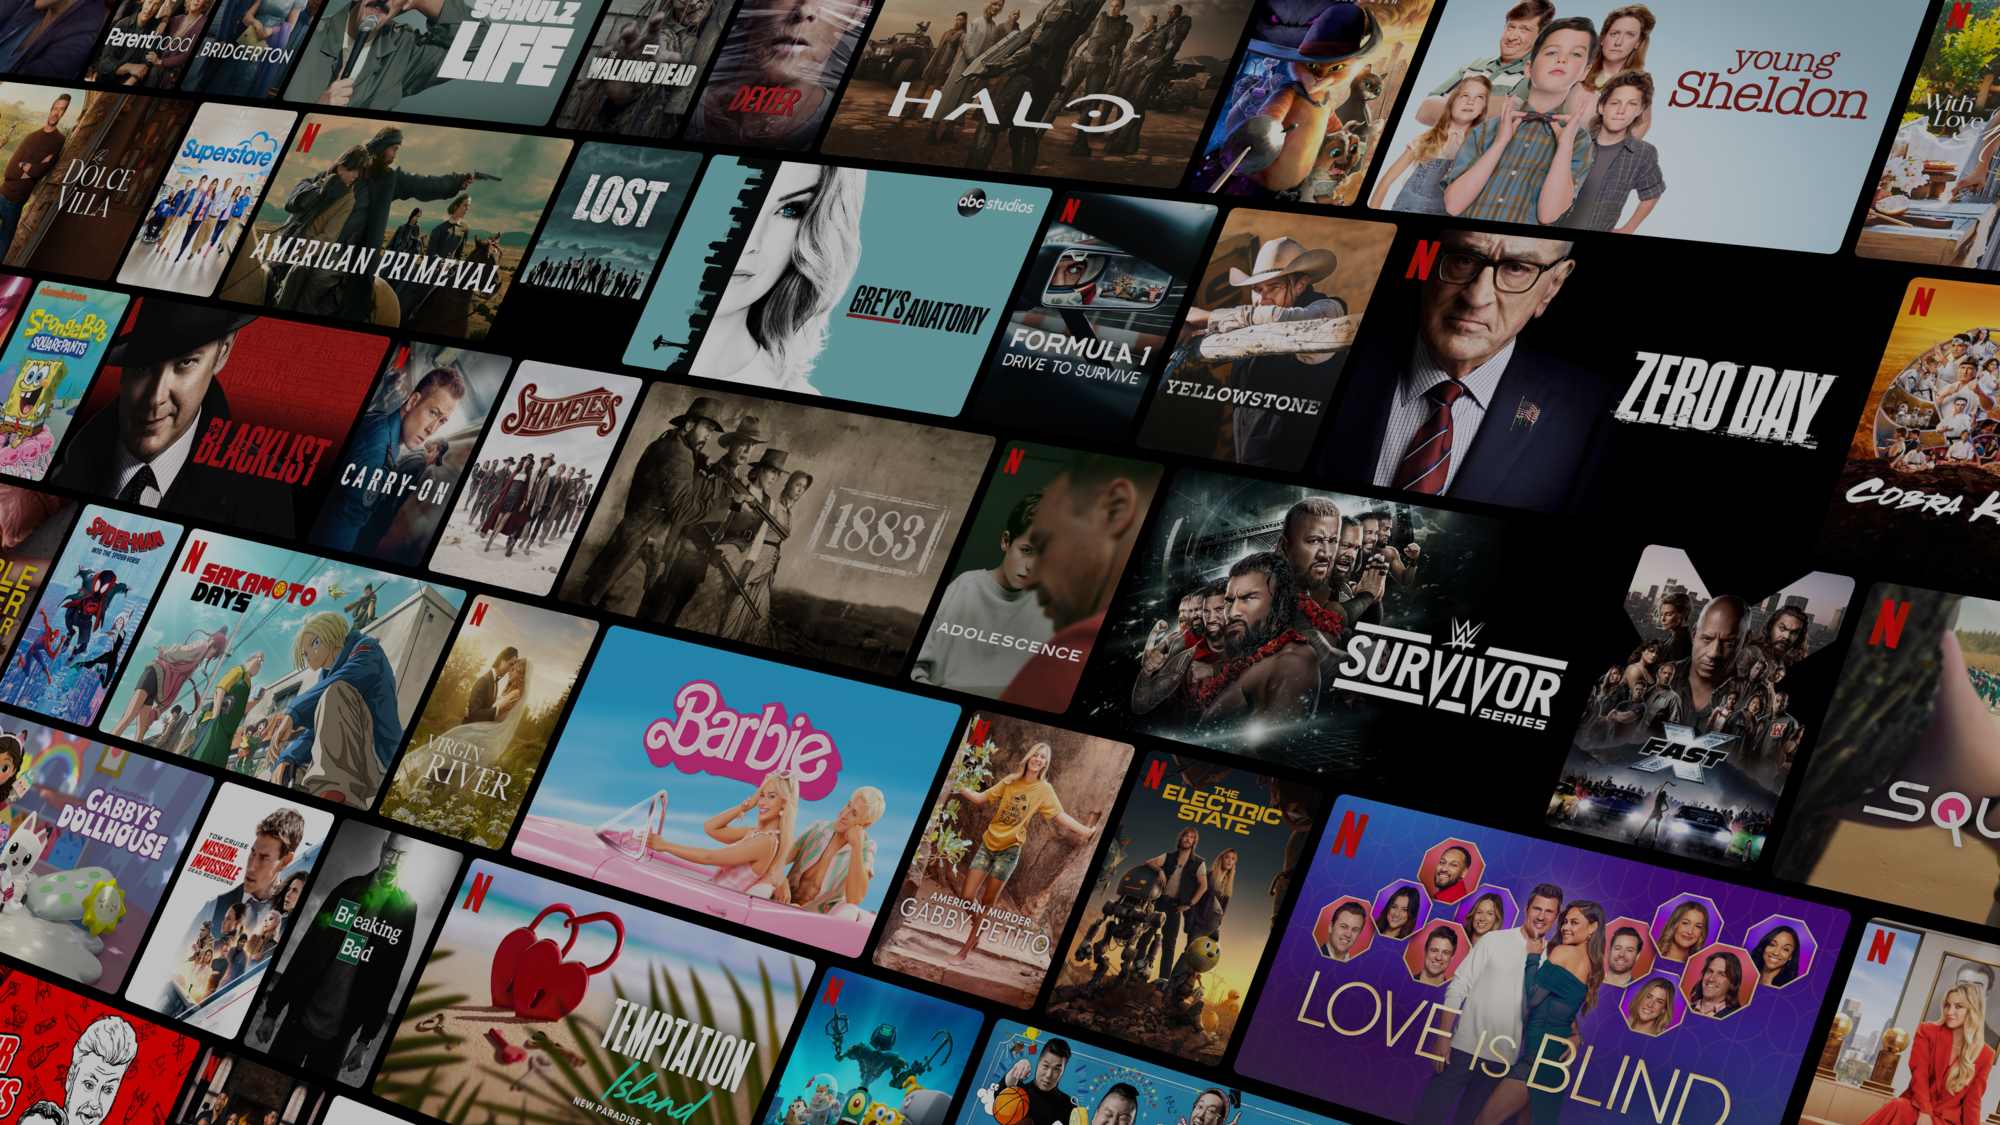 Parenthood
BRIDGERTON
SCHULZ
LIFE
AMC
THE
WALKING DEAD
DEXTER
HALO
young
Sheldon
N
With
Love
La
DOLCE
VILLA
Superstore
N
AMERICAN PRIMEVAL
LOST
abc studios
GREY'S ANATOMY
N
FORMULA 1
DRIVE TO SURVIVE
YELLOWSTONE
N
ZERO DAY
N
COBRA K
nickelodeon
SpongeBob
SQUAREPANTS
BLACKLIST
N
CARRY-ON
SHAMELESS
1883
N
ADOLESCENCE
W
SURVIVOR
SERIES
FAST
X
N
SQU
SPIDER-MAN
INTO THE SPIDER-VERSE
N
SAKAMOTO
DAYS
N
VIRGIN
RIVER
Barbie
N
AMERICAN MURDER
GABBY PETITO
N
THE
ELECTRIC
STATE
N
LOVE IS BLIND
N
GABBY'S
DOLLHOUSE
TOM CRUISE
MISSION:
IMPOSSIBLE
DEAD RECKONING
Breaking
Bad
N
TEMPTATION
Island
NEW PARADISE
N